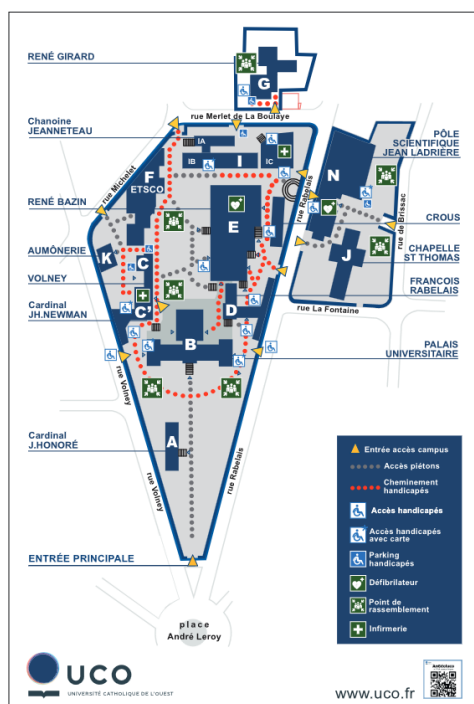 RENÉ GIRARD
G
rue Merlet de La Boulaye
Chanoine
JEANNETEAU
IA
IB
I
IC
PÔLE
SCIENTIFIQUE
JEAN LADRIÈRE
N
F
ETSCO
rue Michelet
RENÉ BAZIN
E
rue Rabelais
rue de Brissac
CROUS
AUMÔNERIE
K
C
J
CHAPELLE
ST THOMAS
VOLNEY
FRANCOIS
RABELAIS
Cardinal
JH.NEWMAN
C'
D
rue La Fontaine
B
PALAIS
UNIVERSITAIRE
rue Volney
Cardinal
J.HONORÉ
A
rue Volney
rue Rabelais
ENTRÉE PRINCIPALE
place
André Leroy
Entrée accès campus
Accès piétons
Cheminement
handicapés
Accès handicapés
Accès handicapés
avec carte
Parking
handicapés
Défibrilateur
Point de
rassemblement
Infirmerie
UCO
UNIVERSITÉ CATHOLIQUE DE L'OUEST
www.uco.fr